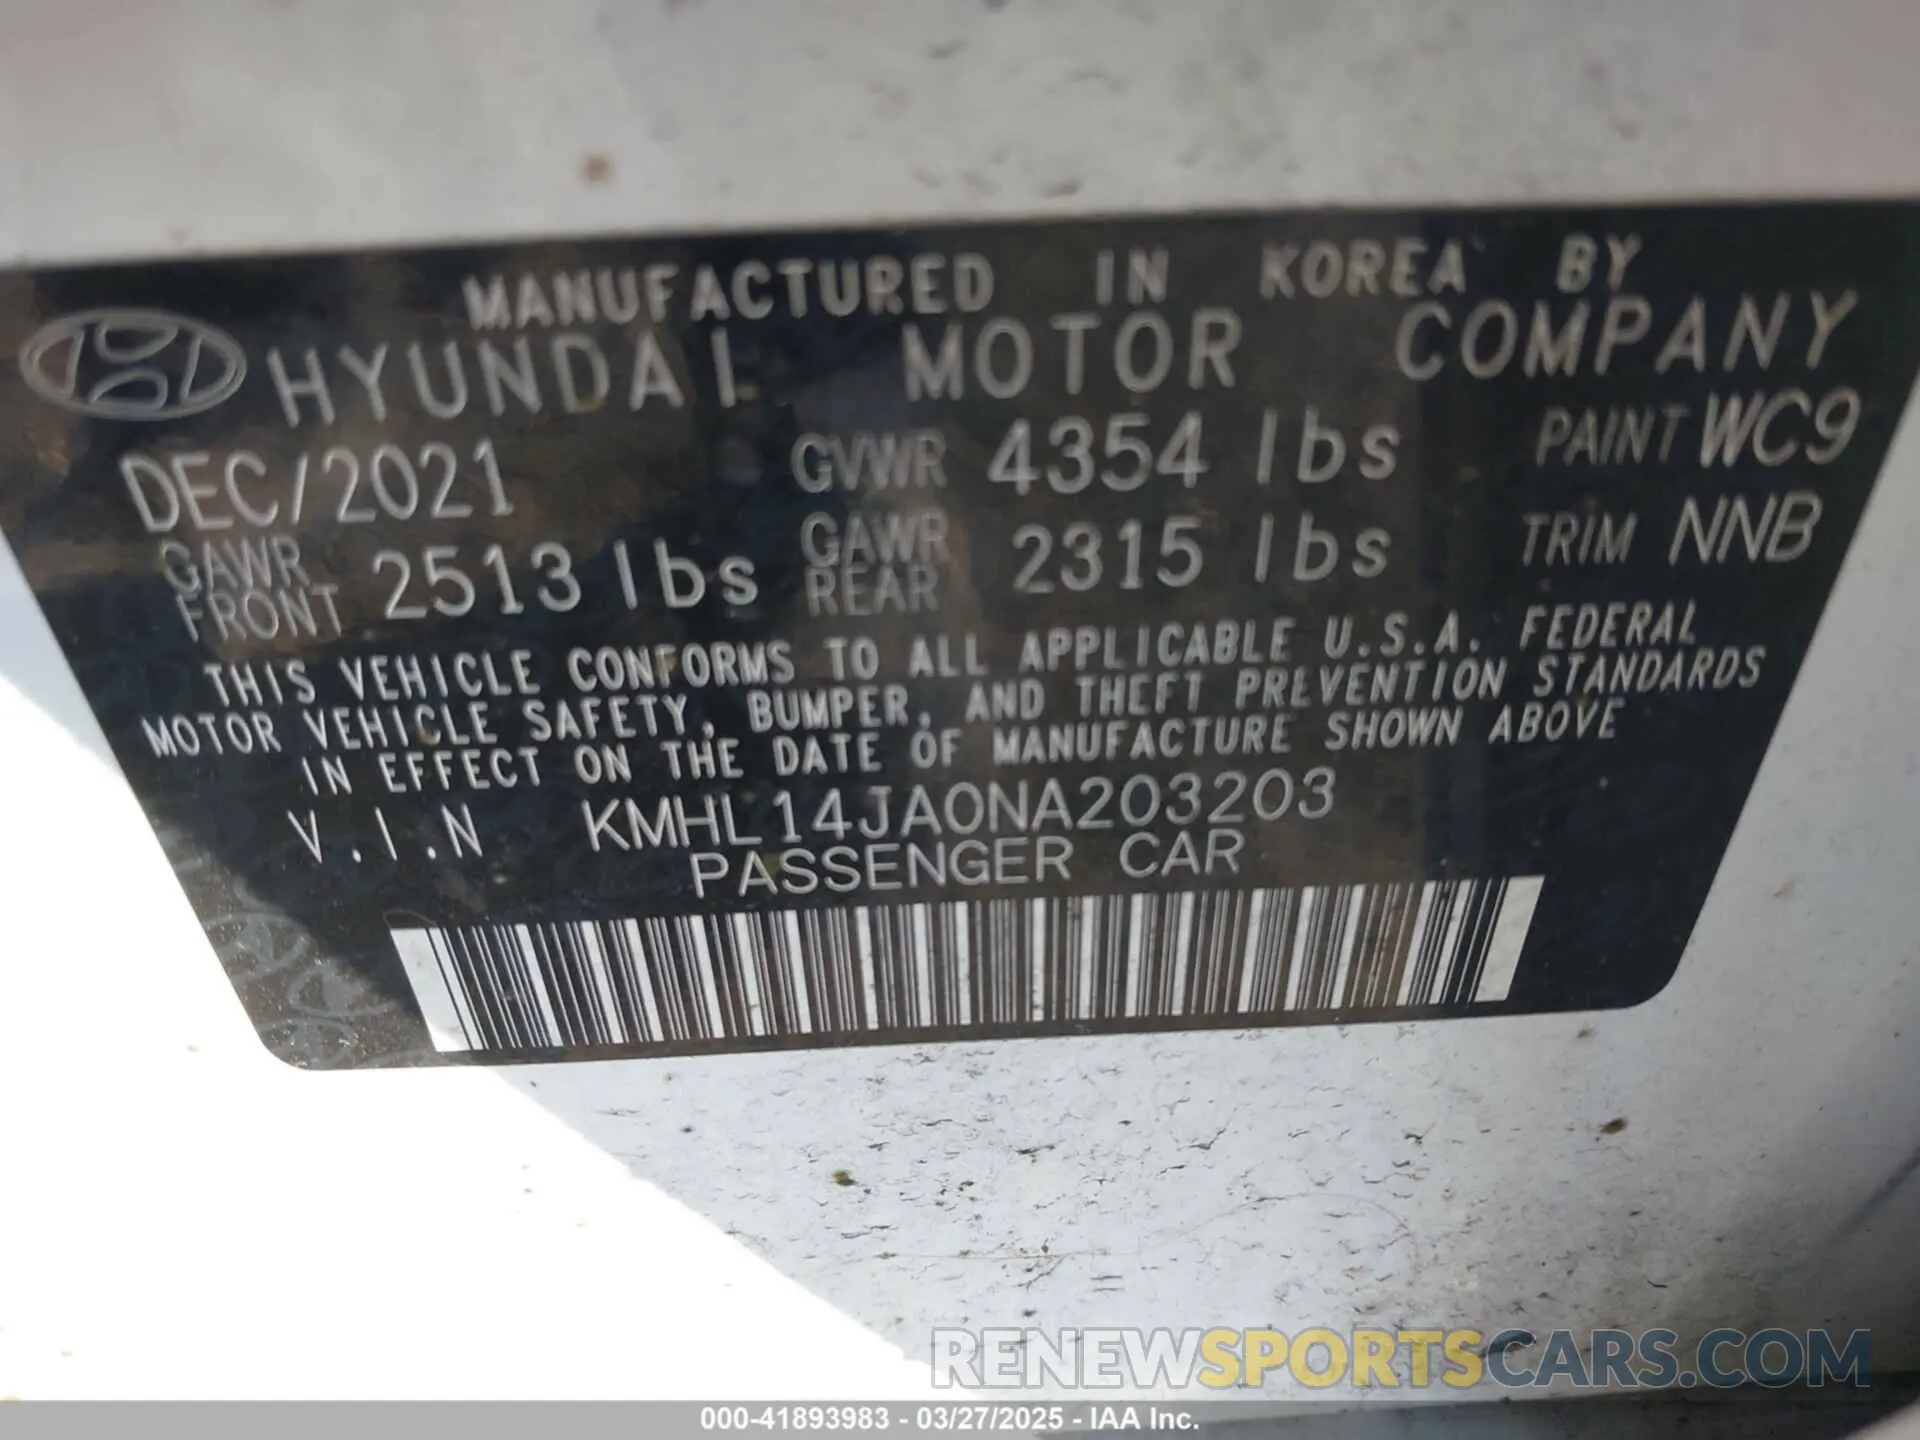 MANUFACTURED IN KOREA BY
HYUNDAI MOTOR COMPANY
DEC/2021 GVWR 4354 lbs PAINT WC9
GAWR FRONT 2513 lbs GAWR REAR 2315 lbs TRIM NNB
THIS VEHICLE CONFORMS TO ALL APPLICABLE U.S.A. FEDERAL
MOTOR VEHICLE SAFETY, BUMPER, AND THEFT PREVENTION STANDARDS
IN EFFECT ON THE DATE OF MANUFACTURE SHOWN ABOVE
V.I.N KMHL14JA0NA203203
PASSENGER CAR
RENEWSPORTSCARS.COM
000-41893983 - 03/27/2025 - IAA Inc.